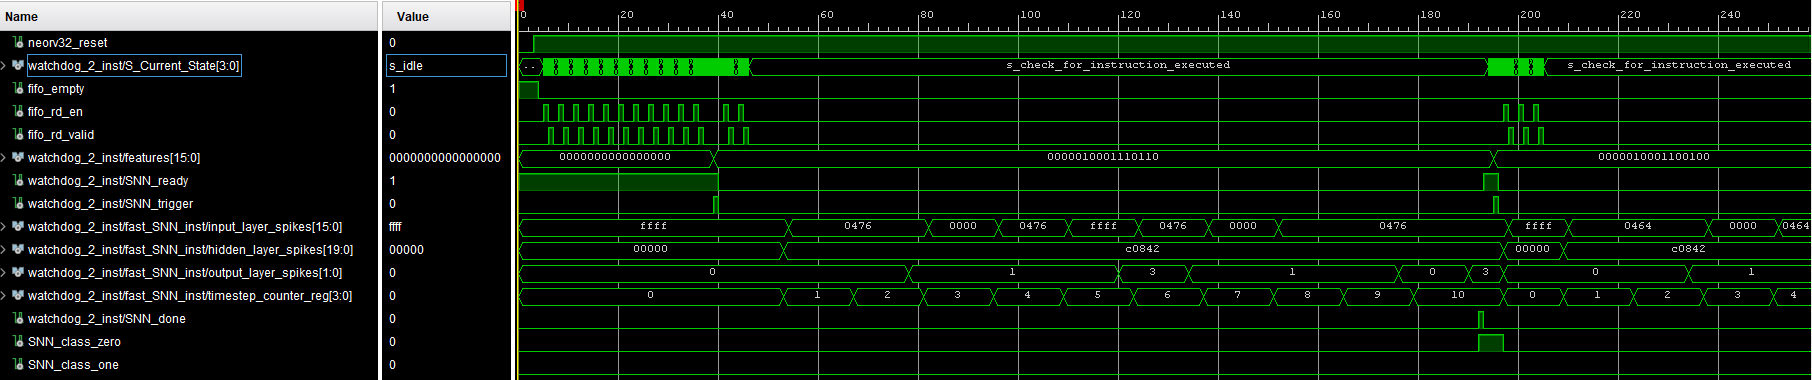 Name Value 0 20 40 60 80 100 120 140 160 180 200 220 240
neorv32_reset 0
watchdog_2_inst/S_Current_State[3:0] s_idle .. s_check_for_instruction_executed s_check_for_instruction_executed
fifo_empty 1
fifo_rd_en 0
fifo_rd_valid 0
watchdog_2_inst/features[15:0] 0000000000000000 0000000000000000 0000010001110110 0000010001100100
watchdog_2_inst/SNN_ready 1
watchdog_2_inst/SNN_trigger 0
watchdog_2_inst/fast_SNN_inst/input_layer_spikes[15:0] ffff ffff 0476 0000 0476 ffff 0476 0000 0476 ffff 0464 0000 0464
watchdog_2_inst/fast_SNN_inst/hidden_layer_spikes[19:0] 00000 00000 c0842 00000 c0842
watchdog_2_inst/fast_SNN_inst/output_layer_spikes[1:0] 0 0 1 3 1 0 3 0 1
watchdog_2_inst/fast_SNN_inst/timestep_counter_reg[3:0] 0 0 1 2 3 4 5 6 7 8 9 10 0 1 2 3 4
watchdog_2_inst/SNN_done 0
SNN_class_zero 0
SNN_class_one 0